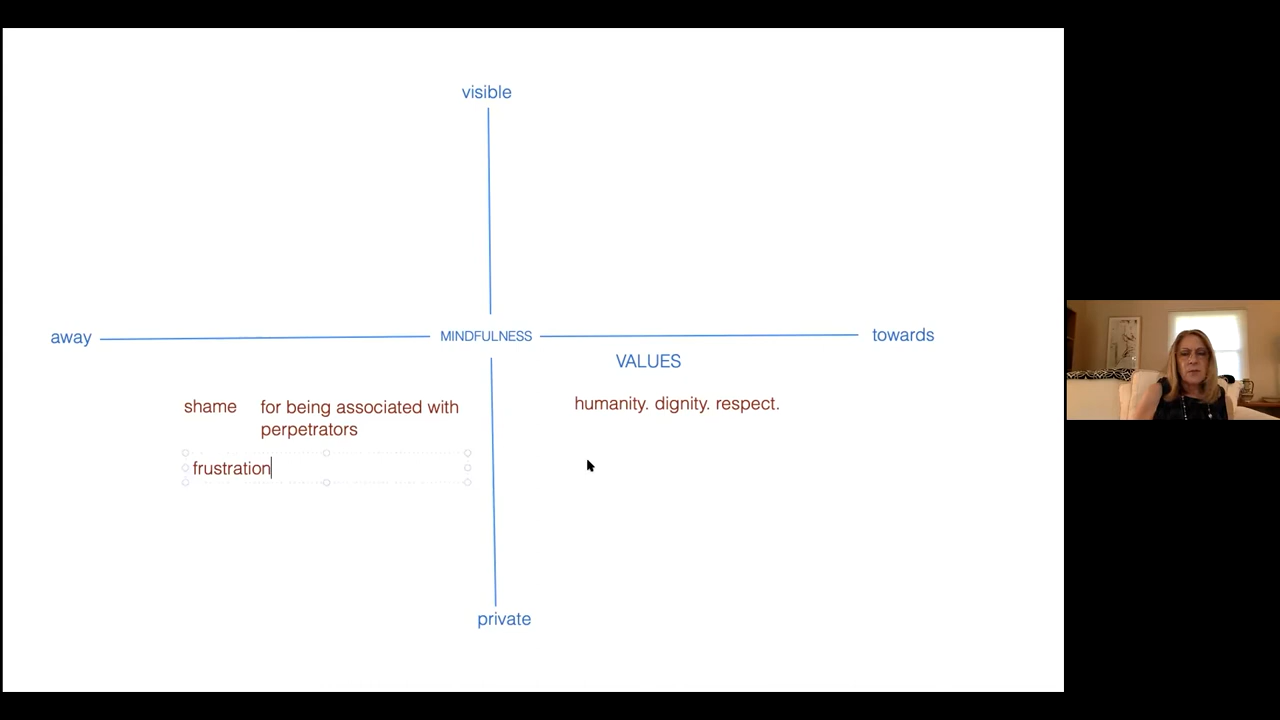 visible
away
MINDFULNESS
towards
VALUES
shame for being associated with
perpetrators
humanity. dignity. respect.
frustration
private